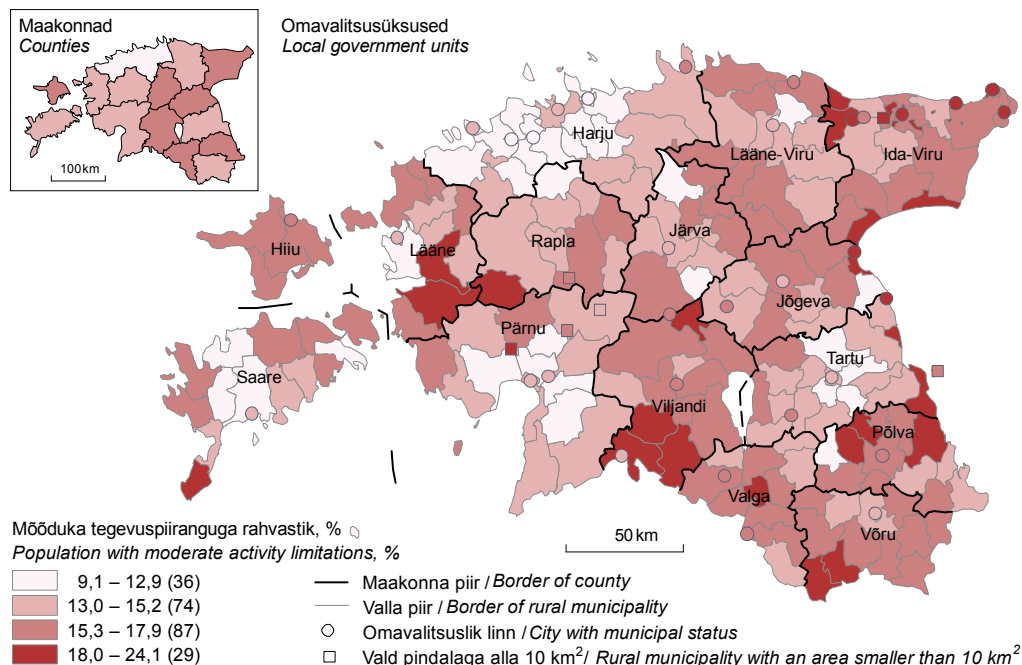 Maakonnad
Counties
100km
Omavalitsusüksused
Local government units
Harju
Lääne-Viru
Ida-Viru
Hiiu
Lääne
Rapla
Järva
Jõgeva
Pärnu
Saare
Tartu
Viljandi
Põlva
Valga
Võru
50 km
Mõõduka tegevuspiiranguga rahvastik, %
Population with moderate activity limitations, %
9,1 – 12,9 (36)
13,0 – 15,2 (74)
15,3 – 17,9 (87)
18,0 – 24,1 (29)
Maakonna piir / Border of county
Valla piir / Border of rural municipality
Omavalitsuslik linn / City with municipal status
Vald pindalaga alla 10 km²/ Rural municipality with an area smaller than 10 km²